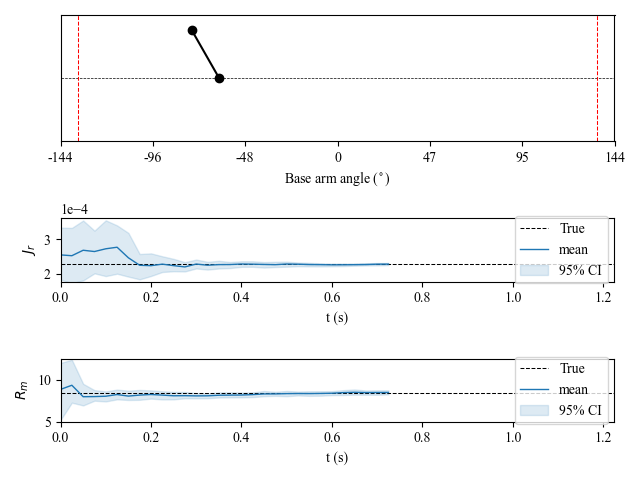 -144 -96 -48 0 47 95 144
Base arm angle (°)
1e−4
3
2
J_r
True
mean
95% CI
0.0 0.2 0.4 0.6 0.8 1.0 1.2
t (s)
10
5
R_m
True
mean
95% CI
0.0 0.2 0.4 0.6 0.8 1.0 1.2
t (s)